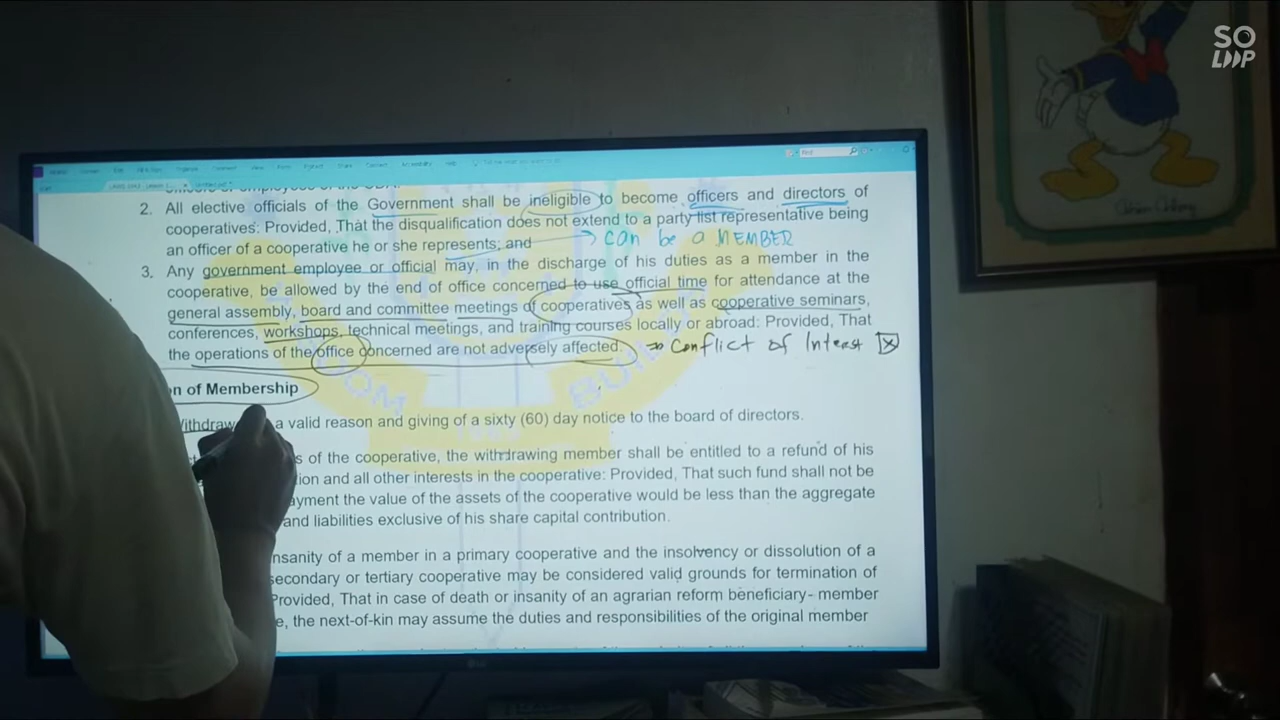 SO
LOOP
2. All elective officials of the Government shall be ineligible to become officers and directors of
cooperatives: Provided, That the disqualification does not extend to a party list representative being
an officer of a cooperative he or she represents; and → can be a MEMBER
3. Any government employee or official may, in the discharge of his duties as a member in the
cooperative, be allowed by the end of office concerned to use official time for attendance at the
general assembly, board and committee meetings of cooperatives as well as cooperative seminars,
conferences, workshops, technical meetings, and training courses locally or abroad: Provided, That
the operations of the office concerned are not adversely affected. ⇒ Conflict of Interest
n of Membership
a valid reason and giving of a sixty (60) day notice to the board of directors.
s of the cooperative, the withdrawing member shall be entitled to a refund of his
ion and all other interests in the cooperative: Provided, That such fund shall not be
ayment the value of the assets of the cooperative would be less than the aggregate
and liabilities exclusive of his share capital contribution.
nsanity of a member in a primary cooperative and the insolvency or dissolution of a
secondary or tertiary cooperative may be considered valid grounds for termination of
Provided, That in case of death or insanity of an agrarian reform beneficiary- member
e, the next-of-kin may assume the duties and responsibilities of the original member
LG